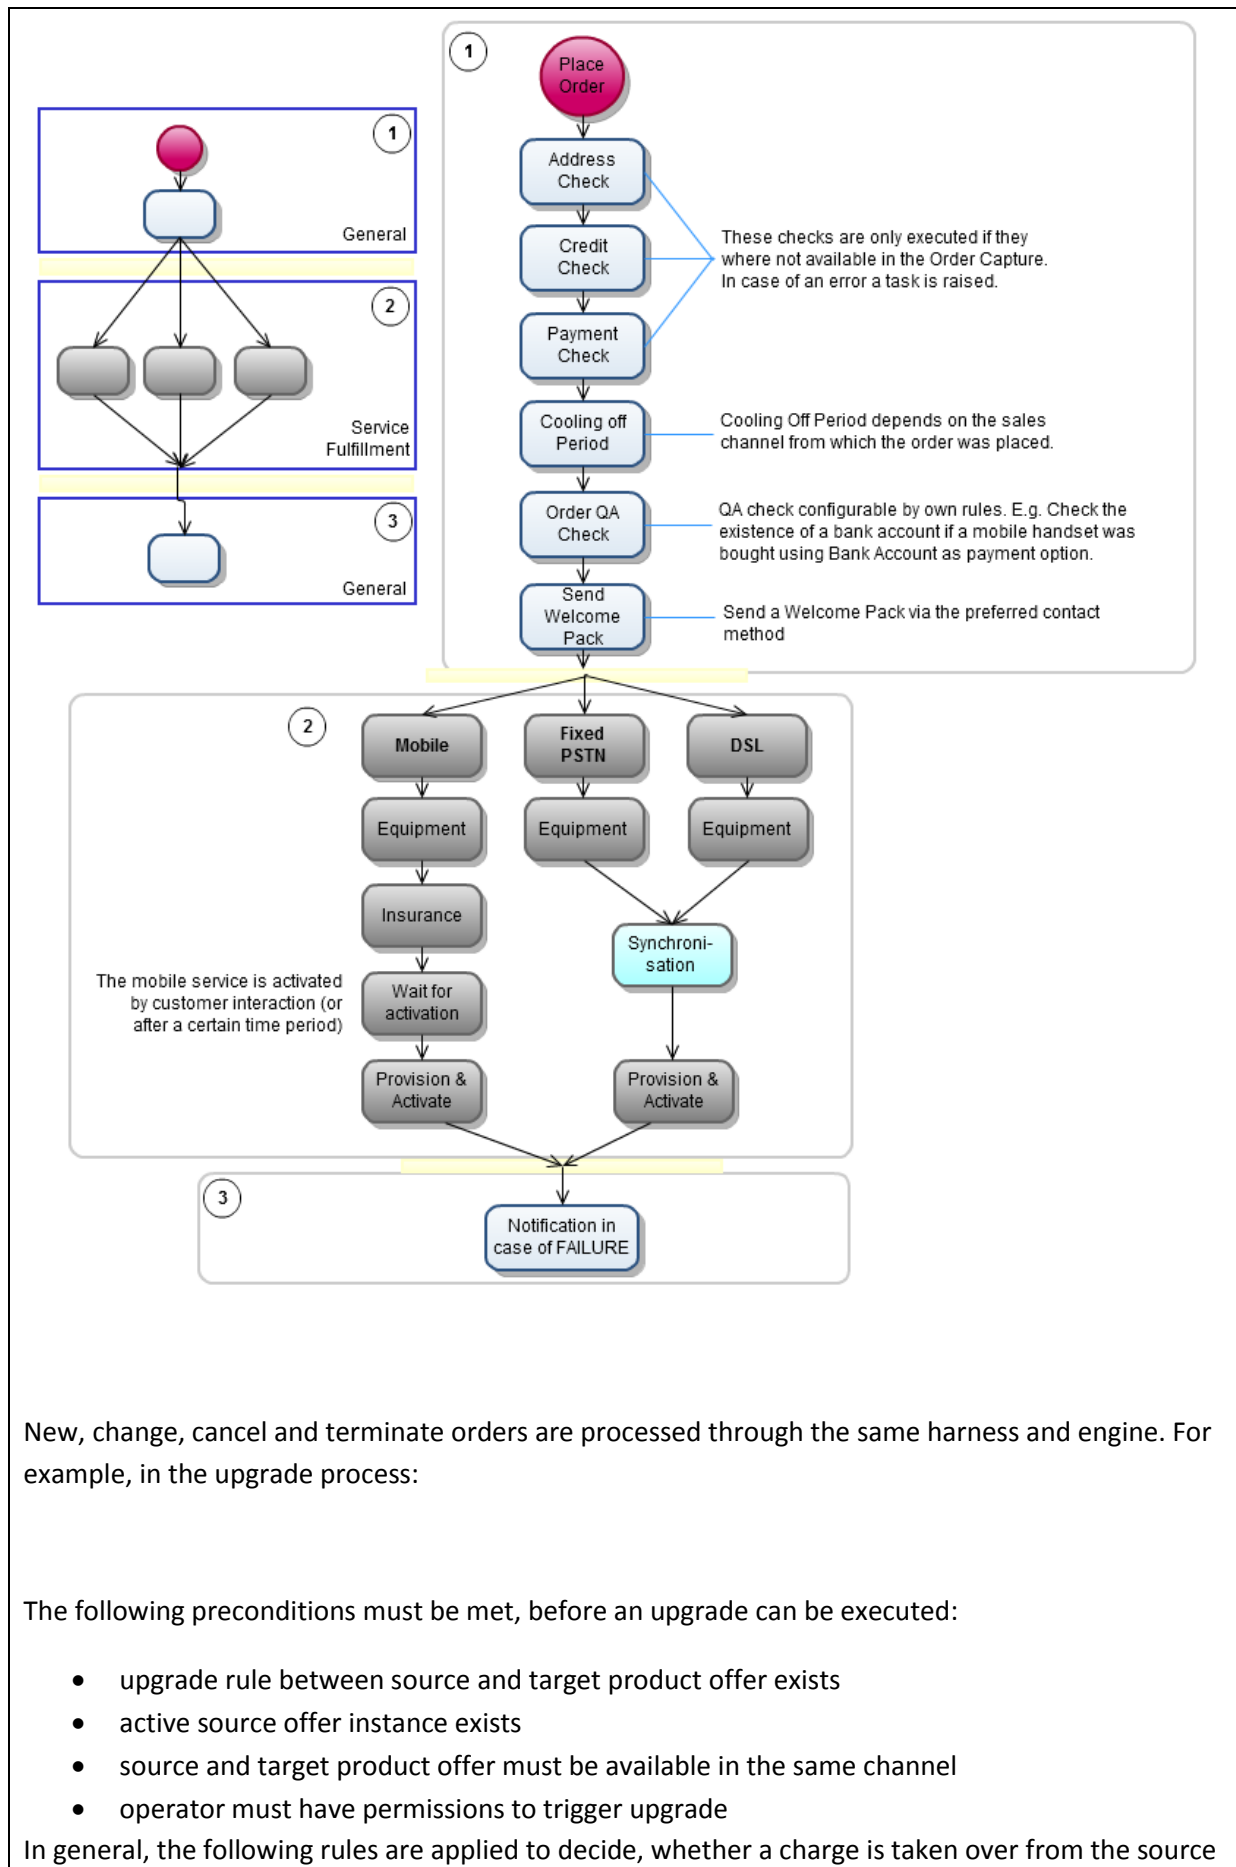 1
General
2
Service
Fulfillment
3
General
1
Place
Order
Address
Check
Credit
Check
Payment
Check
These checks are only executed if they
where not available in the Order Capture.
In case of an error a task is raised.
Cooling off
Period
Cooling Off Period depends on the sales
channel from which the order was placed.
Order QA
Check
QA check configurable by own rules. E.g. Check the
existence of a bank account if a mobile handset was
bought using Bank Account as payment option.
Send
Welcome
Pack
Send a Welcome Pack via the preferred contact
method
2
Mobile
Fixed
PSTN
DSL
Equipment
Equipment
Equipment
Insurance
Synchroni-
sation
The mobile service is activated
by customer interaction (or
after a certain time period)
Wait for
activation
Provision &
Activate
Provision &
Activate
3
Notification in
case of FAILURE
New, change, cancel and terminate orders are processed through the same harness and engine. For
example, in the upgrade process:
The following preconditions must be met, before an upgrade can be executed:
• upgrade rule between source and target product offer exists
• active source offer instance exists
• source and target product offer must be available in the same channel
• operator must have permissions to trigger upgrade
In general, the following rules are applied to decide, whether a charge is taken over from the source